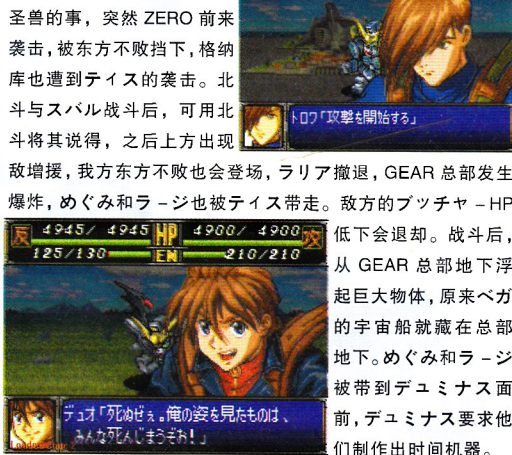 圣兽的事，突然 ZERO 前来
袭击，被东方不败挡下，格纳
库也遭到テイス的袭击。北
斗与スバル战斗后，可用北
斗将其说得，之后上方出现
トロワ「攻撃を開始する」
敌增援，我方东方不败也会登场，ラリア撤退，GEAR 总部发生
爆炸，めぐみ和ラ－ジ也被テイス带走。敌方的ブッチャ－HP
反 4945/ 4945 HP 4900/ 4900 攻
125/130 EN 210/210
デュオ「死ぬぜぇ。俺の姿を見たものは、
みんな死んじまうぞお！」
低下会退却。战斗后，
从 GEAR 总部地下浮
起巨大物体，原来ベガ
的宇宙船就藏在总部
地下。めぐみ和ラ－ジ
被带到デュミナス面
前，デュミナス要求他
们制作出时间机器。